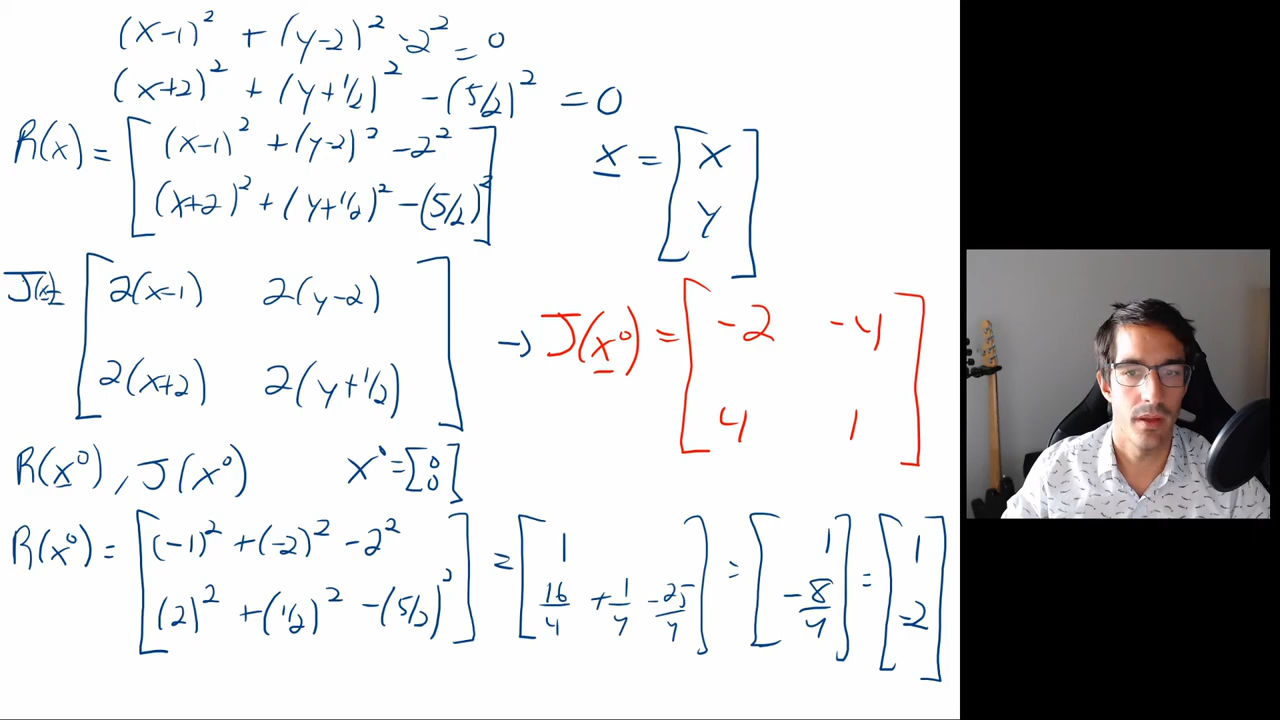 (x-1)² + (y-2)² - 2² = 0
(x+2)² + (y+1/2)² - (5/2)² = 0
R(x) = [ (x-1)² + (y-2)² - 2² ; (x+2)² + (y+1/2)² - (5/2)² ]
x = [ x ; y ]
J(x) = [ 2(x-1) 2(y-2) ; 2(x+2) 2(y+1/2) ]
→ J(x⁰) = [ -2 -4 ; 4 1 ]
R(x⁰), J(x⁰) x⁰ = [ 0 ; 0 ]
R(x⁰) = [ (-1)² + (-2)² - 2² ; (2)² + (1/2)² - (5/2)² ] = [ 1 ; 16/4 + 1/4 - 25/4 ] = [ 1 ; -8/4 ] = [ 1 ; -2 ]